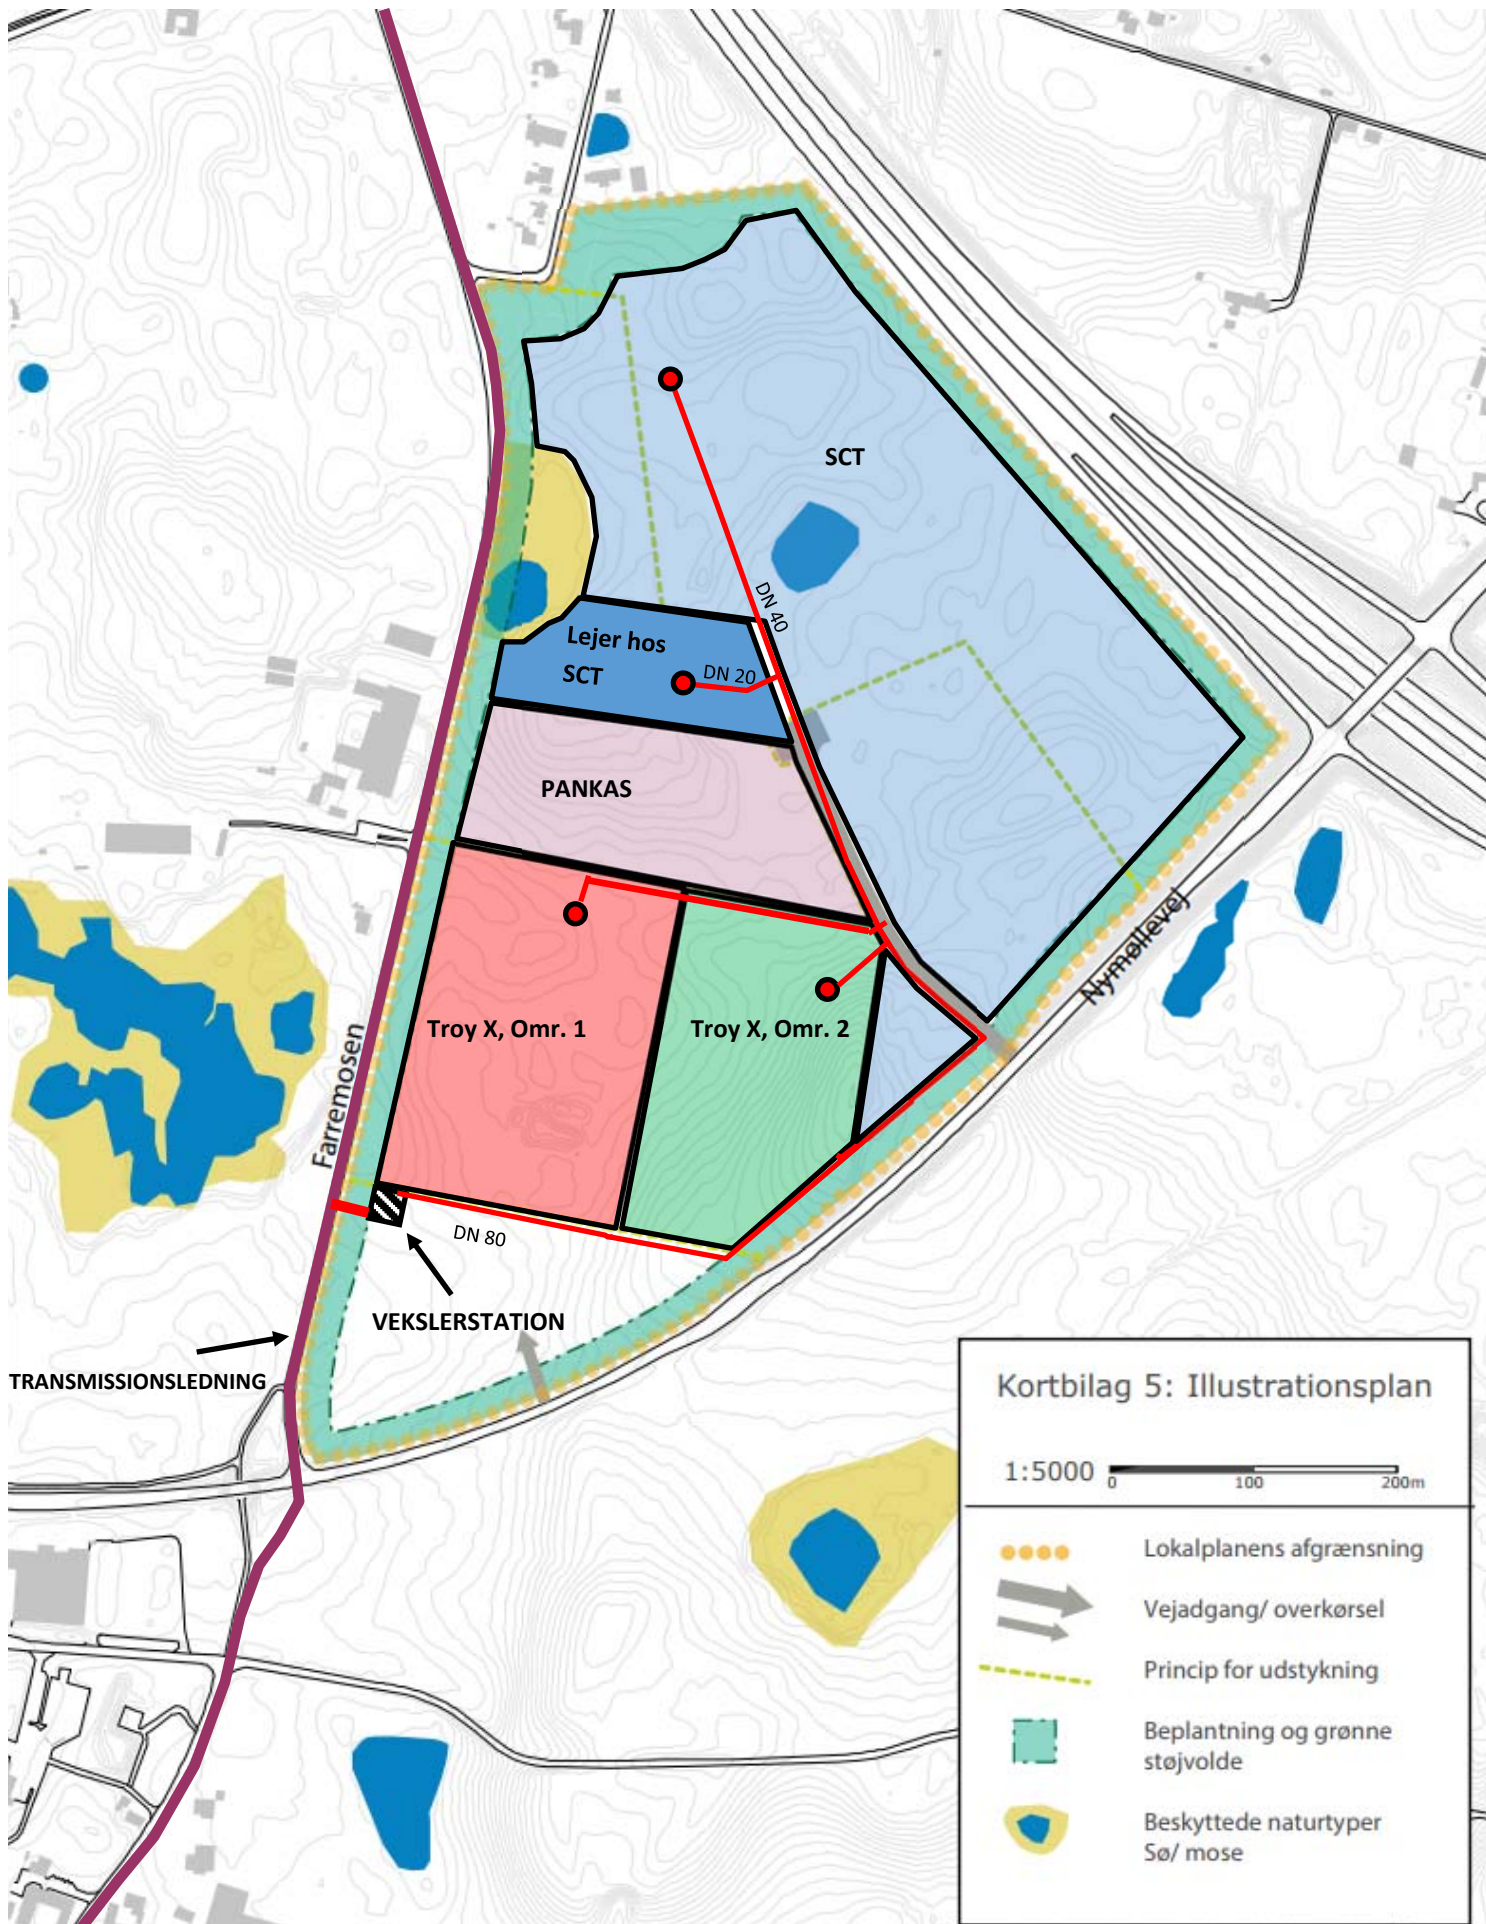 SCT
DN 40
Lejer hos
SCT
DN 20
PANKAS
Nymøllevej
Troy X, Omr. 1
Troy X, Omr. 2
Farremosen
DN 80
VEKSLERSTATION
TRANSMISSIONSLEDNING
Kortbilag 5: Illustrationsplan
1:5000
0 100 200m
Lokalplanens afgrænsning
Vejadgang/ overkørsel
Princip for udstykning
Beplantning og grønne
støjvolde
Beskyttede naturtyper
Sø/ mose